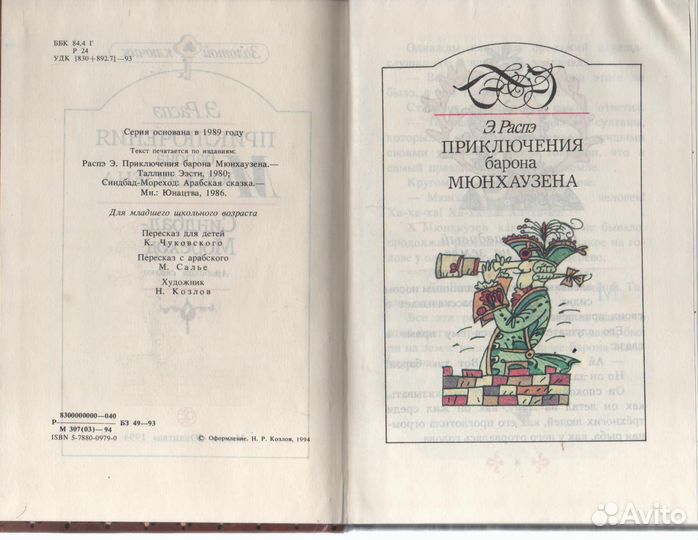 ББК 84.4 Г
Р 24
УДК [830+892.7]—93
Серия основана в 1989 году
Текст печатается по изданиям:
Распэ Э. Приключения барона Мюнхаузена.—
Таллинн: Ээсти, 1980;
Синдбад-Мореход: Арабская сказка.—
Мн.: Юнацтва, 1986.
Для младшего школьного возраста
Пересказ для детей
К. Чуковского
Пересказ с арабского
М. Салье
Художник
Н. Козлов
8300000000—040
Р БЗ 49—93
М 307(03)—94
ISBN 5-7880-0979-0
© Оформление. Н. Р. Козлов, 1994
Э. Распэ
ПРИКЛЮЧЕНИЯ
барона
МЮНХАУЗЕНА
Avito